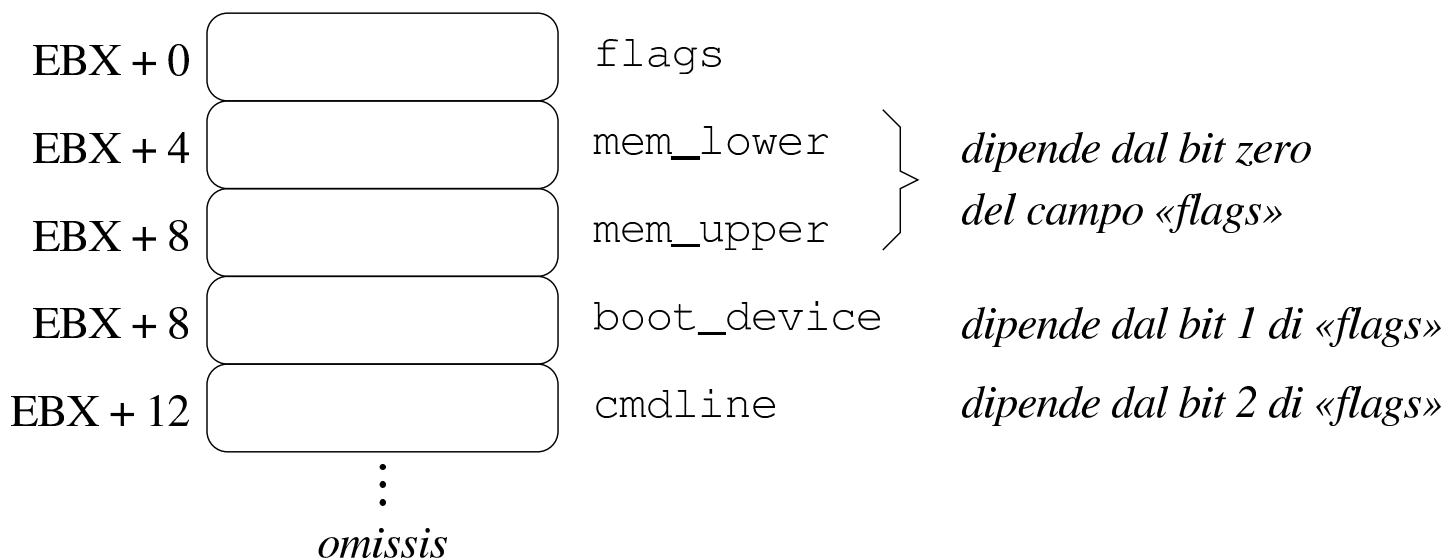 EBX + 0 flags
EBX + 4 mem_lower dipende dal bit zero
del campo «flags»
EBX + 8 mem_upper
EBX + 8 boot_device dipende dal bit 1 di «flags»
EBX + 12 cmdline dipende dal bit 2 di «flags»
omissis